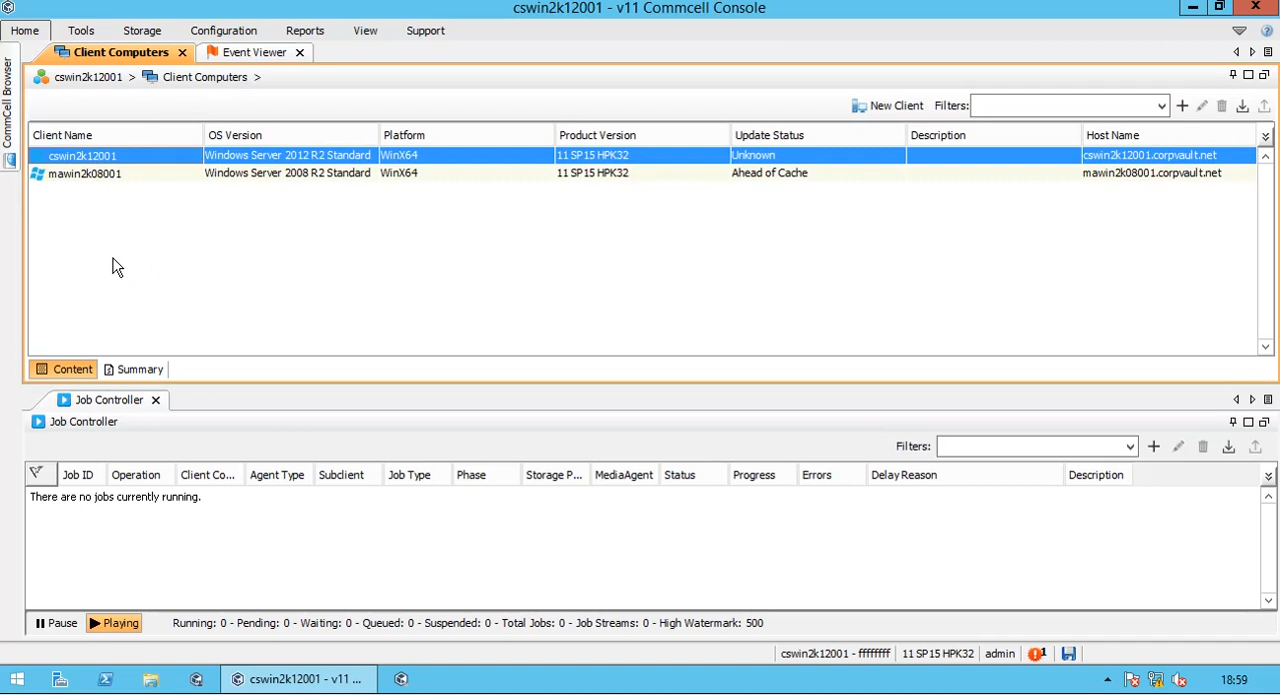 cswin2k12001 - v11 Commcell Console
Home Tools Storage Configuration Reports View Support
CommCell Browser
Client Computers Event Viewer
cswin2k12001 > Client Computers >
New Client Filters:
Client Name OS Version Platform Product Version Update Status Description Host Name
cswin2k12001 Windows Server 2012 R2 Standard WinX64 11 SP15 HPK32 Unknown cswin2k12001.corpvault.net
mawin2k08001 Windows Server 2008 R2 Standard WinX64 11 SP15 HPK32 Ahead of Cache mawin2k08001.corpvault.net
Content Summary
Job Controller
Job Controller
Filters:
Job ID Operation Client Co... Agent Type Subclient Job Type Phase Storage P... MediaAgent Status Progress Errors Delay Reason Description
There are no jobs currently running.
Pause Playing Running: 0 - Pending: 0 - Waiting: 0 - Queued: 0 - Suspended: 0 - Total Jobs: 0 - Job Streams: 0 - High Watermark: 500
cswin2k12001 - ffffffff 11 SP15 HPK32 admin 1
cswin2k12001 - v11 ... 18:59